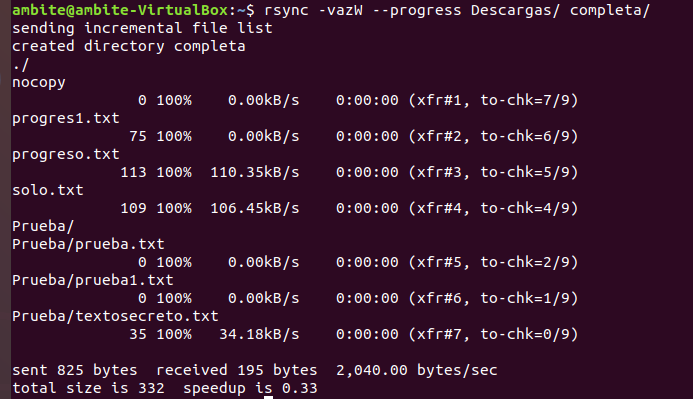 ambite@ambite-VirtualBox:~$ rsync -vazW --progress Descargas/ completa/
sending incremental file list
created directory completa
./
nocopy
              0 100%    0.00kB/s    0:00:00 (xfr#1, to-chk=7/9)
progres1.txt
             75 100%    0.00kB/s    0:00:00 (xfr#2, to-chk=6/9)
progreso.txt
            113 100%  110.35kB/s    0:00:00 (xfr#3, to-chk=5/9)
solo.txt
            109 100%  106.45kB/s    0:00:00 (xfr#4, to-chk=4/9)
Prueba/
Prueba/prueba.txt
              0 100%    0.00kB/s    0:00:00 (xfr#5, to-chk=2/9)
Prueba/prueba1.txt
              0 100%    0.00kB/s    0:00:00 (xfr#6, to-chk=1/9)
Prueba/textosecreto.txt
             35 100%   34.18kB/s    0:00:00 (xfr#7, to-chk=0/9)
sent 825 bytes  received 195 bytes  2,040.00 bytes/sec
total size is 332  speedup is 0.33